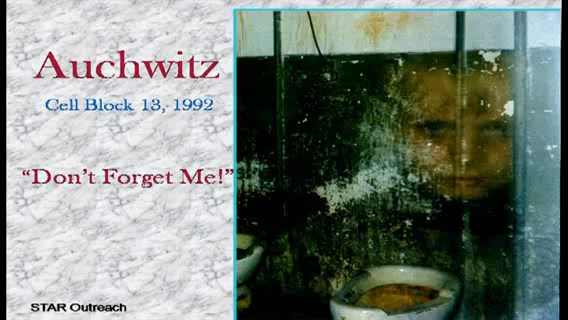 Auchwitz
Cell Block 13, 1992
“Don’t Forget Me!”
STAR Outreach